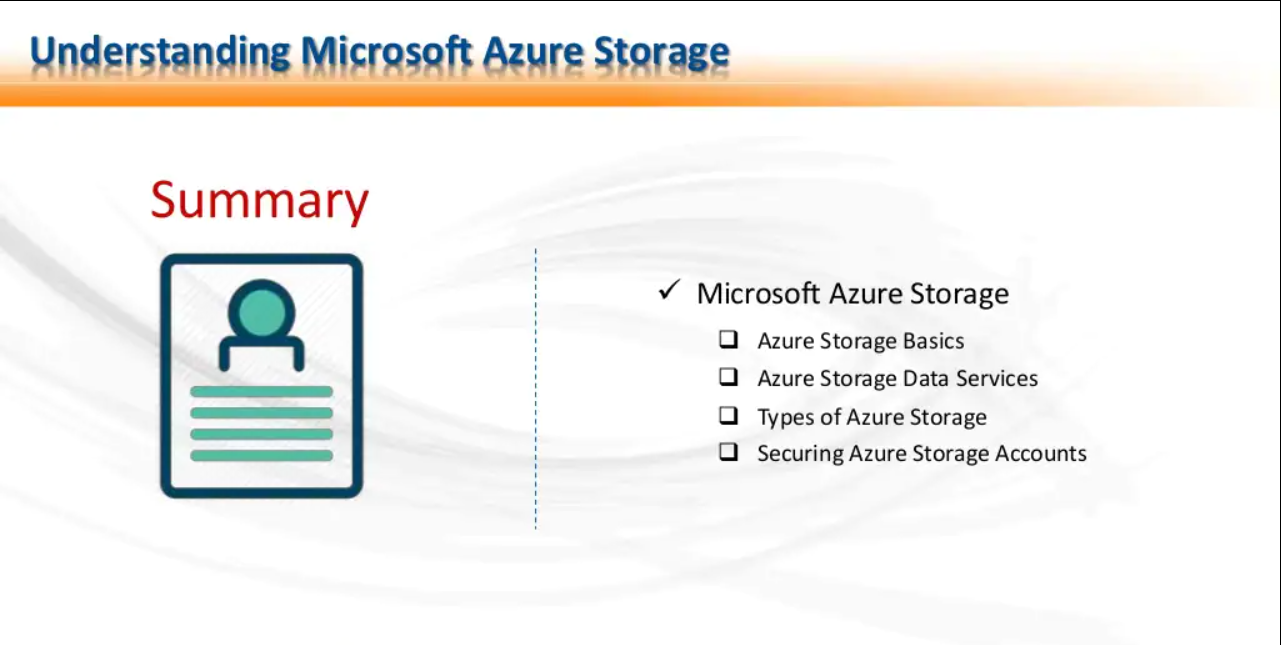 Understanding Microsoft Azure Storage
Summary
✓ Microsoft Azure Storage
❑ Azure Storage Basics
❑ Azure Storage Data Services
❑ Types of Azure Storage
❑ Securing Azure Storage Accounts